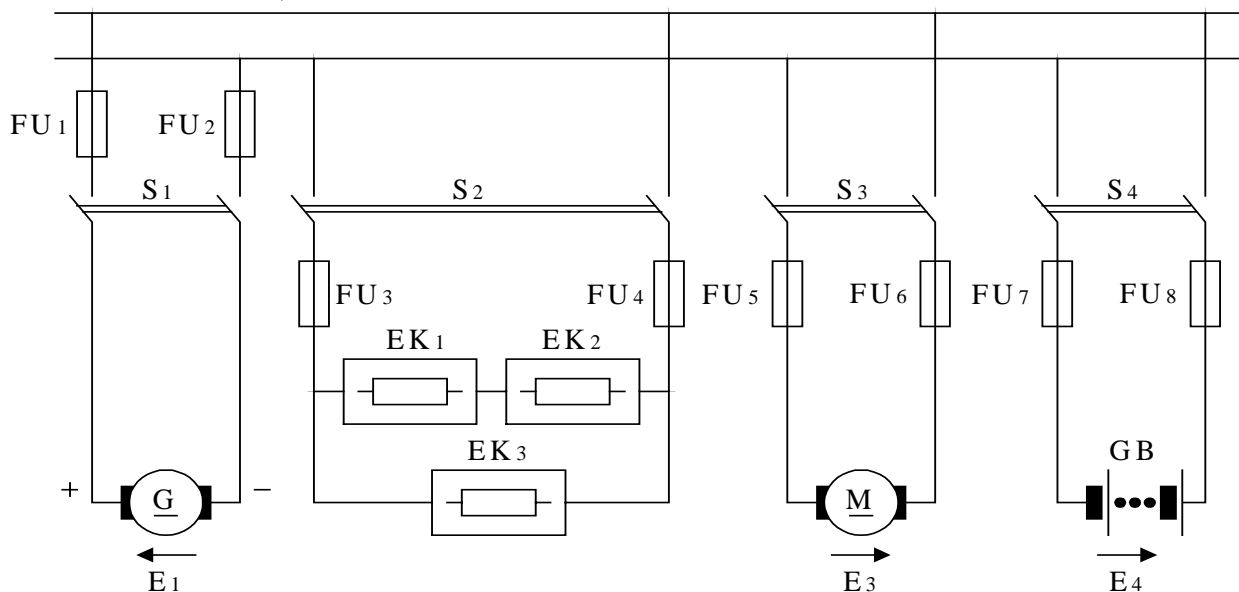 FU1 FU2
S1 S2 S3 S4
FU3 FU4 FU5 FU6 FU7 FU8
EK1 EK2
EK3 GB
+ G − M
E1 E3 E4